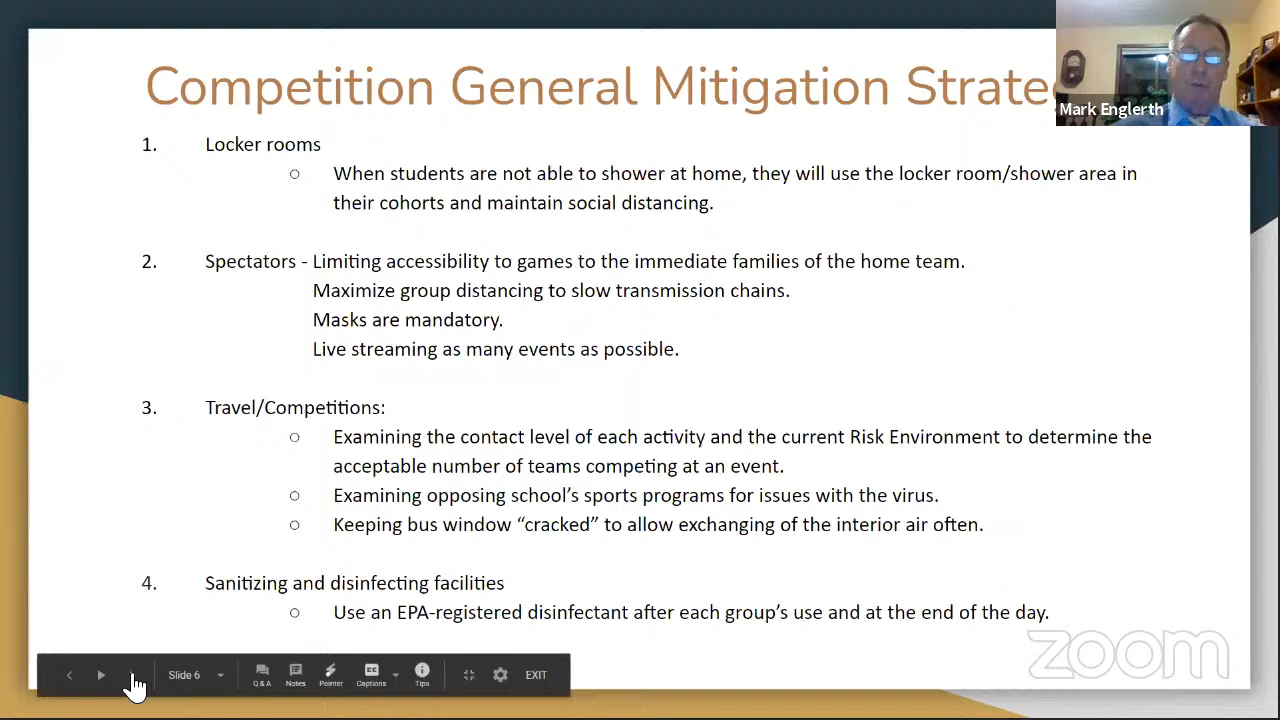 Competition General Mitigation Strate
Mark Englerth
1. Locker rooms
○ When students are not able to shower at home, they will use the locker room/shower area in
their cohorts and maintain social distancing.
2. Spectators - Limiting accessibility to games to the immediate families of the home team.
Maximize group distancing to slow transmission chains.
Masks are mandatory.
Live streaming as many events as possible.
3. Travel/Competitions:
○ Examining the contact level of each activity and the current Risk Environment to determine the
acceptable number of teams competing at an event.
○ Examining opposing school’s sports programs for issues with the virus.
○ Keeping bus window “cracked” to allow exchanging of the interior air often.
4. Sanitizing and disinfecting facilities
○ Use an EPA-registered disinfectant after each group’s use and at the end of the day.
zoom
Slide 6 Q & A Notes Pointer Captions Tips EXIT